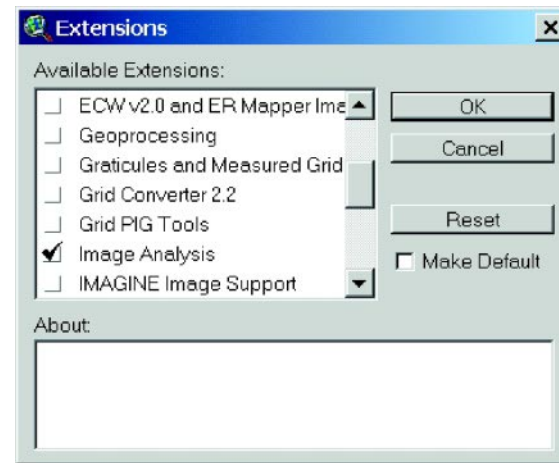 Extensions
Available Extensions:
ECW v2.0 and ER Mapper Ima
Geoprocessing
Graticules and Measured Grid
Grid Converter 2.2
Grid PIG Tools
Image Analysis
IMAGINE Image Support
OK
Cancel
Reset
Make Default
About: